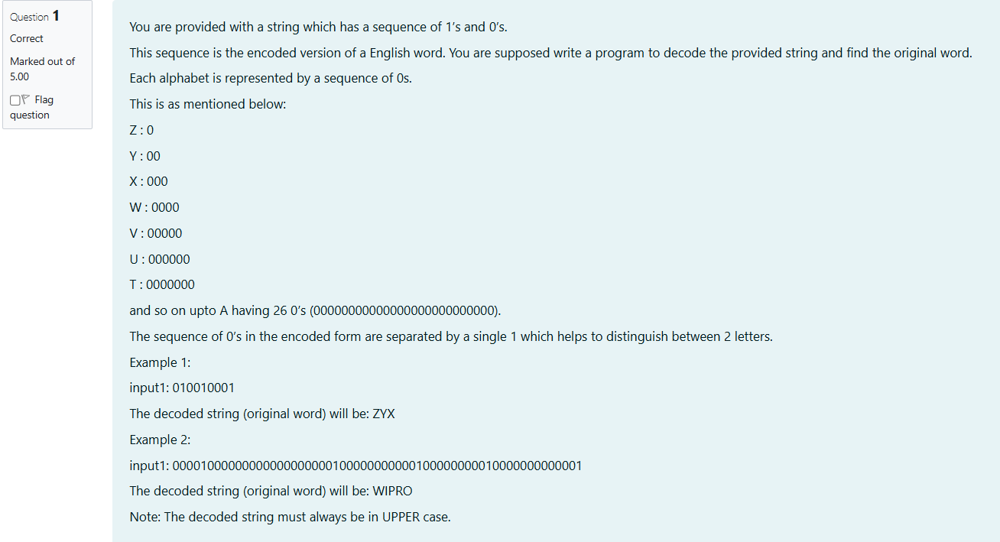 Question 1
Correct
Marked out of
5.00
Flag
question
You are provided with a string which has a sequence of 1's and 0's.
This sequence is the encoded version of a English word. You are supposed write a program to decode the provided string and find the original word.
Each alphabet is represented by a sequence of 0s.
This is as mentioned below:
Z : 0
Y : 00
X : 000
W : 0000
V : 00000
U : 000000
T : 0000000
and so on upto A having 26 0's (00000000000000000000000000).
The sequence of 0's in the encoded form are separated by a single 1 which helps to distinguish between 2 letters.
Example 1:
input1: 010010001
The decoded string (original word) will be: ZYX
Example 2:
input1: 00001000000000000000000100000000000100000000010000000000001
The decoded string (original word) will be: WIPRO
Note: The decoded string must always be in UPPER case.